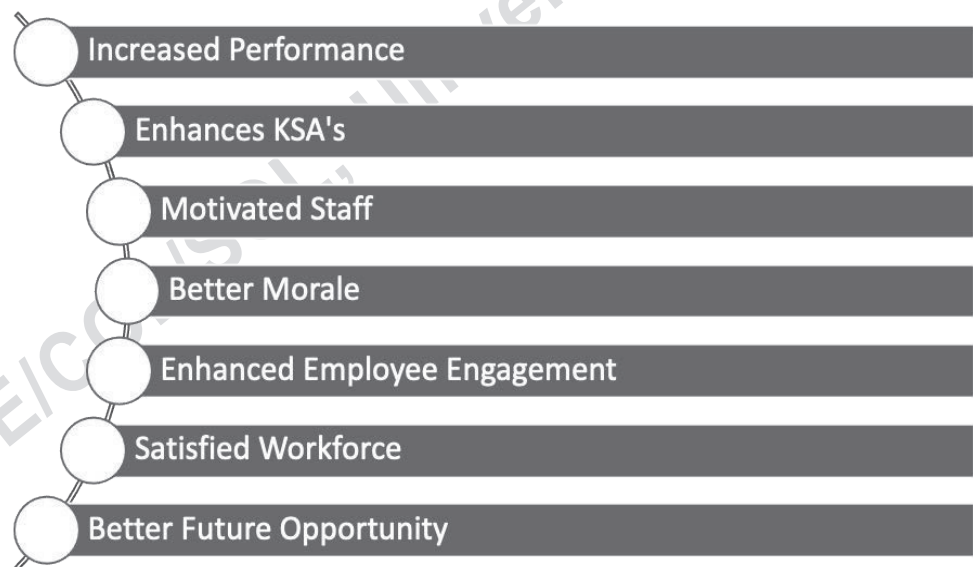 Increased Performance
Enhances KSA's
Motivated Staff
Better Morale
Enhanced Employee Engagement
Satisfied Workforce
Better Future Opportunity